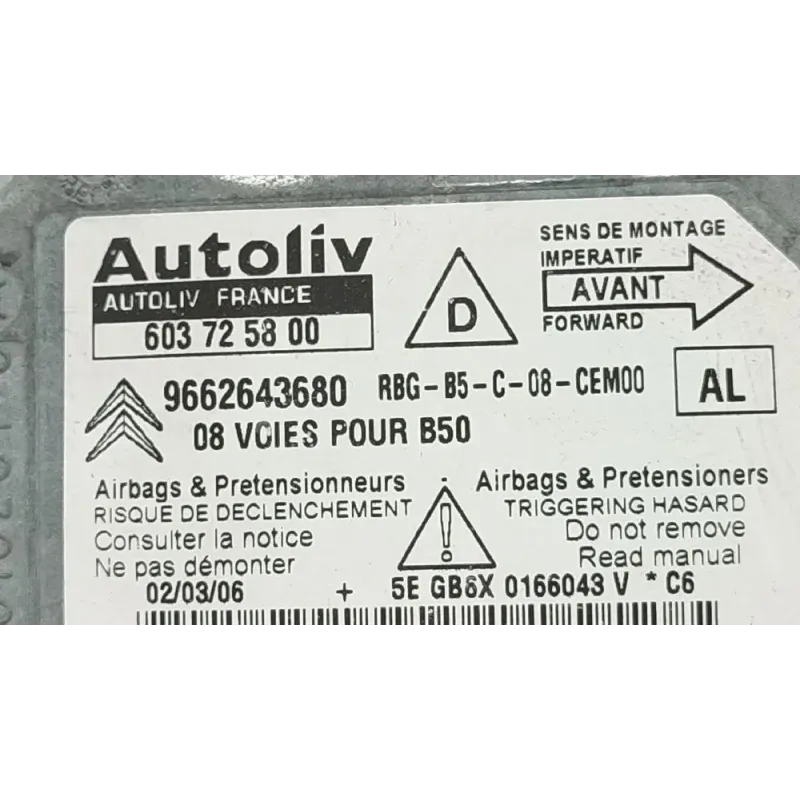 Autoliv
AUTOLIV FRANCE
603 72 58 00
D
SENS DE MONTAGE
IMPERATIF
AVANT
FORWARD
9662643680 RBG-B5-C-08-CEM00
AL
08 VOIES POUR B50
Airbags & Pretensionneurs
RISQUE DE DECLENCHEMENT
Consulter la notice
Ne pas démonter
!
Airbags & Pretensioners
TRIGGERING HASARD
Do not remove
Read manual
02/03/06 + 5E GB8X 0166043 V * C6